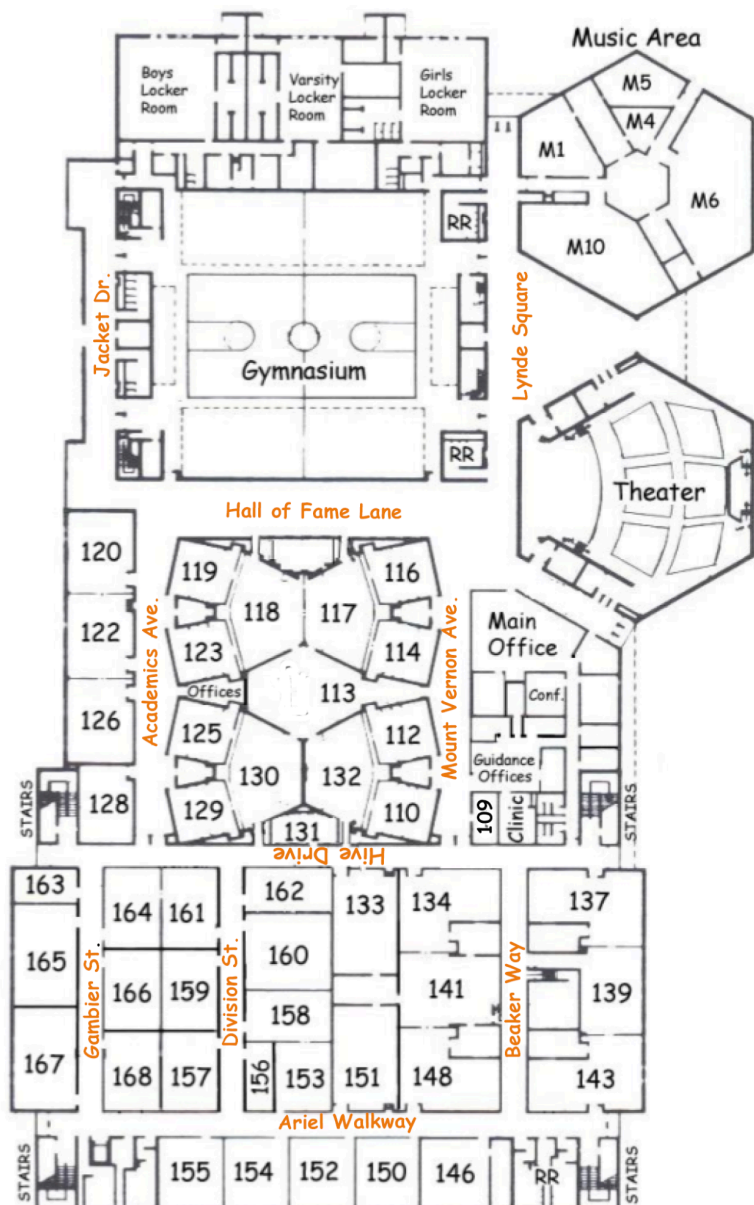 Music Area
Boys
Locker
Room
Varsity
Locker
Room
Girls
Locker
Room
M5
M4
M1
M6
M10
RR
Jacket Dr.
Lynde Square
Gymnasium
RR
Theater
Hall of Fame Lane
120
119
118
117
116
122
Academics Ave.
123
114
Mount Vernon Ave.
Main
Office
Offices
113
Conf.
126
125
112
Guidance
Offices
130
132
128
129
131
110
109
Clinic
STAIRS
STAIRS
Hive Drive
163
164
161
162
133
134
137
165
Gambier St.
166
159
Division St.
160
141
Beaker Way
139
158
167
168
157
156
153
151
148
143
Ariel Walkway
STAIRS
155
154
152
150
146
RR
STAIRS